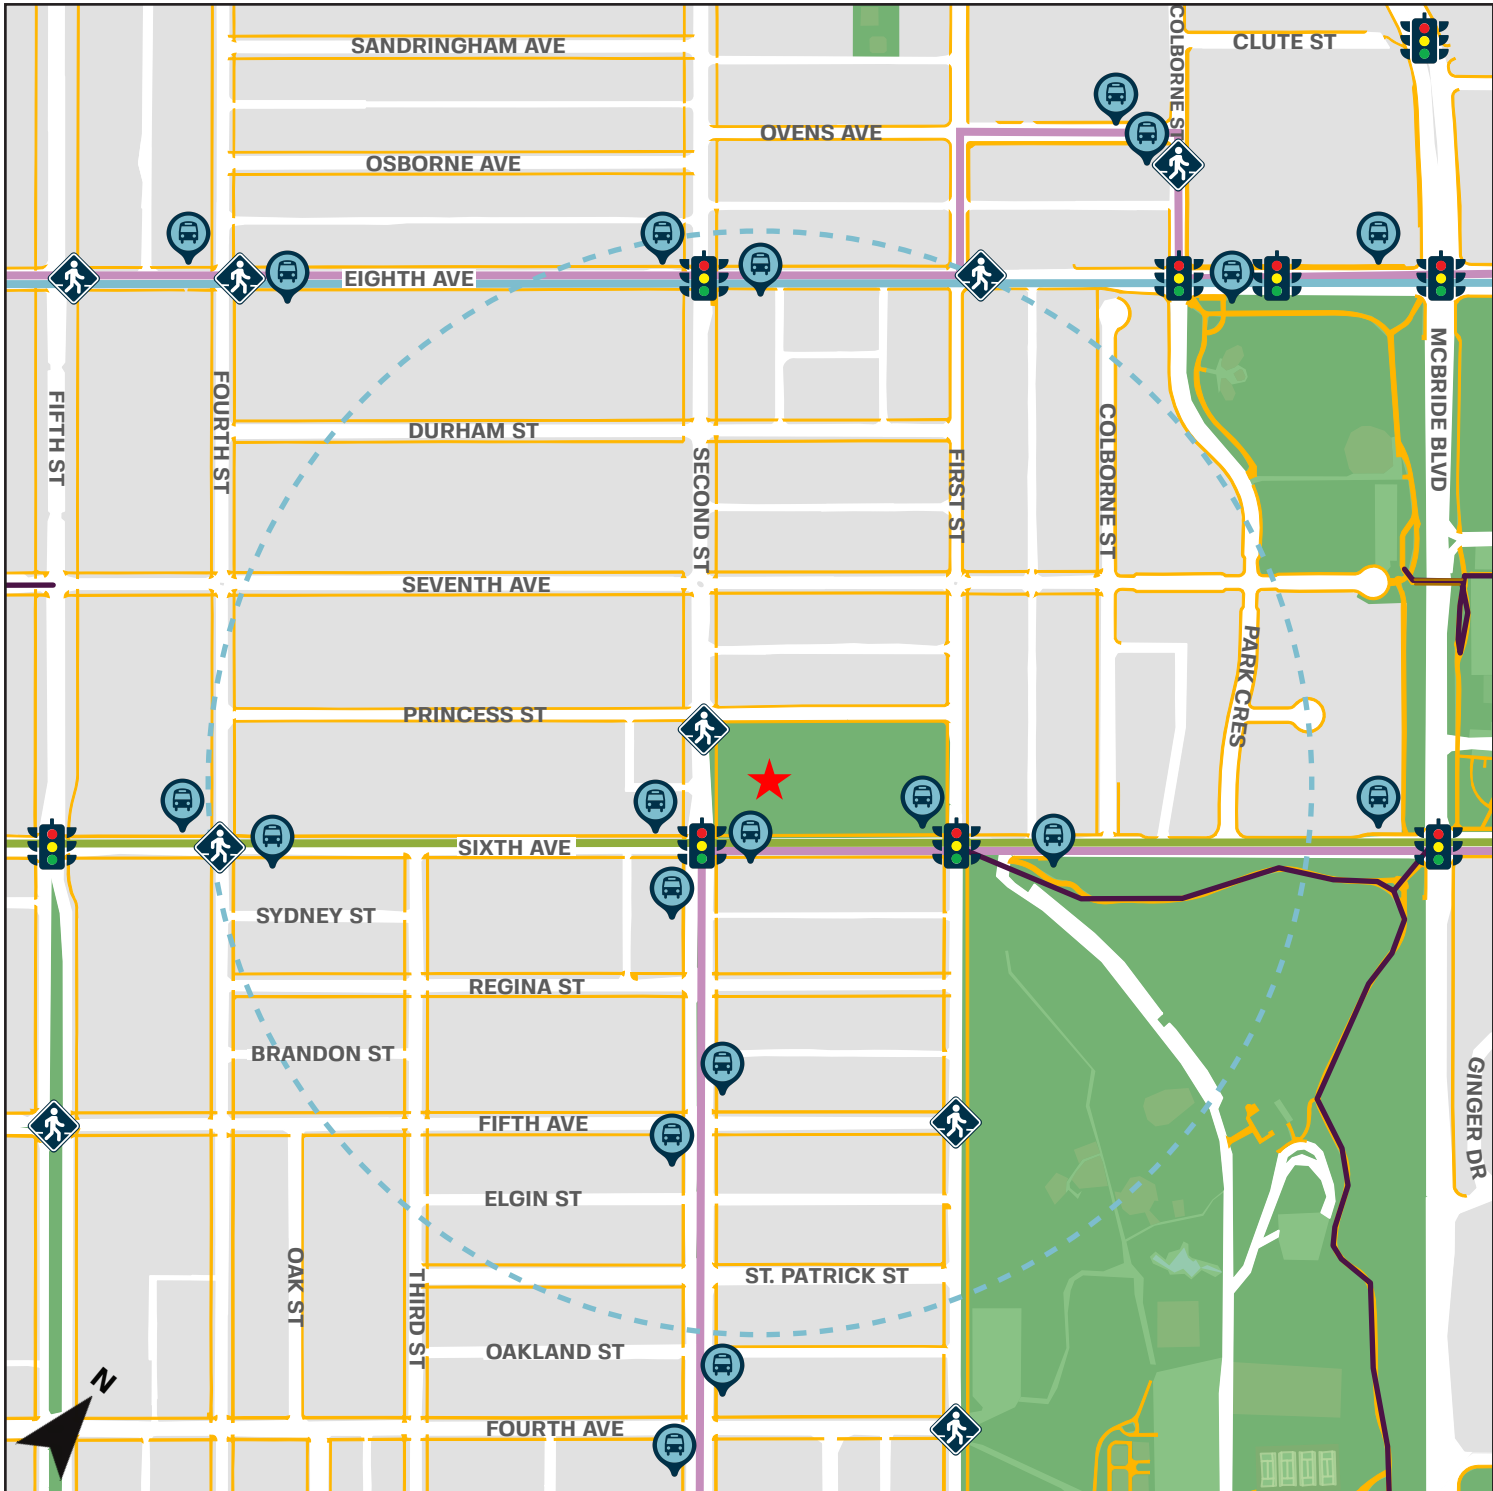 SANDRINGHAM AVE
COLBORNE ST
CLUTE ST
OVENS AVE
OSBORNE AVE
EIGHTH AVE
FIFTH ST
FOURTH ST
DURHAM ST
SECOND ST
FIRST ST
COLBORNE ST
MCBRIDE BLVD
SEVENTH AVE
PARK CRES
PRINCESS ST
SIXTH AVE
SYDNEY ST
REGINA ST
BRANDON ST
GINGER DR
FIFTH AVE
ELGIN ST
OAK ST
THIRD ST
ST. PATRICK ST
OAKLAND ST
N
FOURTH AVE